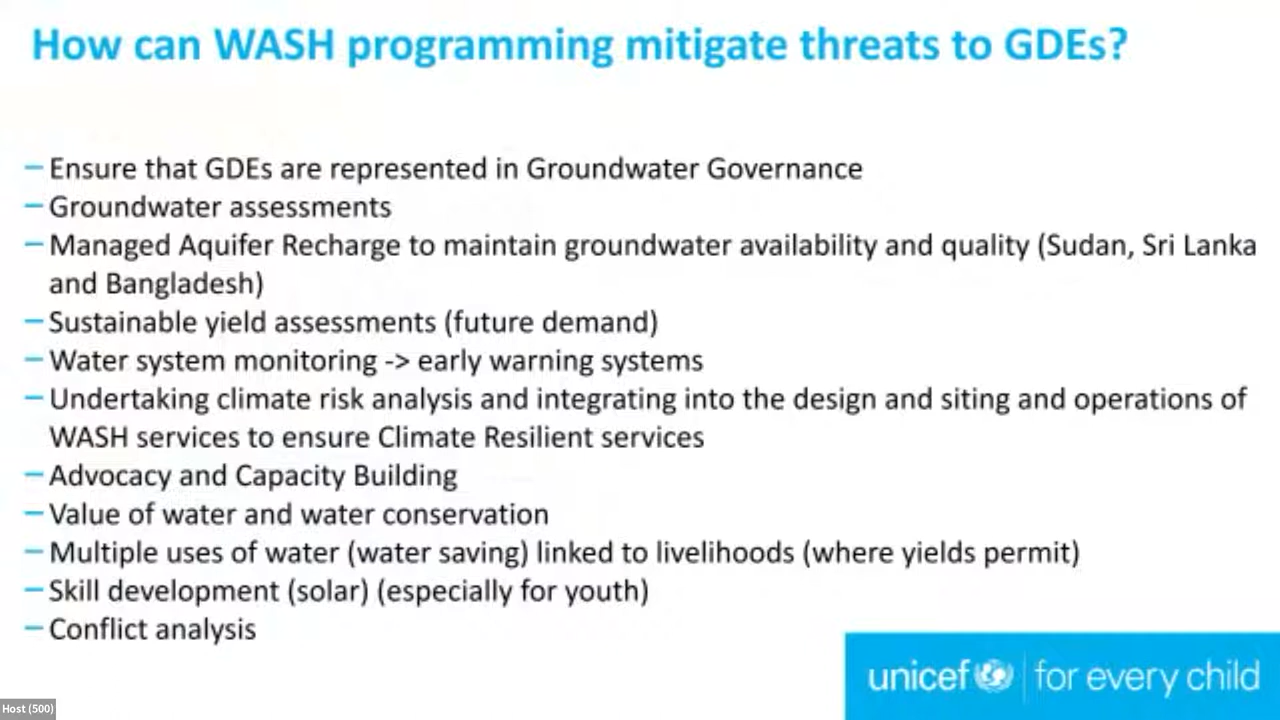 How can WASH programming mitigate threats to GDEs?
– Ensure that GDEs are represented in Groundwater Governance
– Groundwater assessments
– Managed Aquifer Recharge to maintain groundwater availability and quality (Sudan, Sri Lanka
and Bangladesh)
– Sustainable yield assessments (future demand)
– Water system monitoring -> early warning systems
– Undertaking climate risk analysis and integrating into the design and siting and operations of
WASH services to ensure Climate Resilient services
– Advocacy and Capacity Building
– Value of water and water conservation
– Multiple uses of water (water saving) linked to livelihoods (where yields permit)
– Skill development (solar) (especially for youth)
– Conflict analysis
unicef | for every child
Host (500)